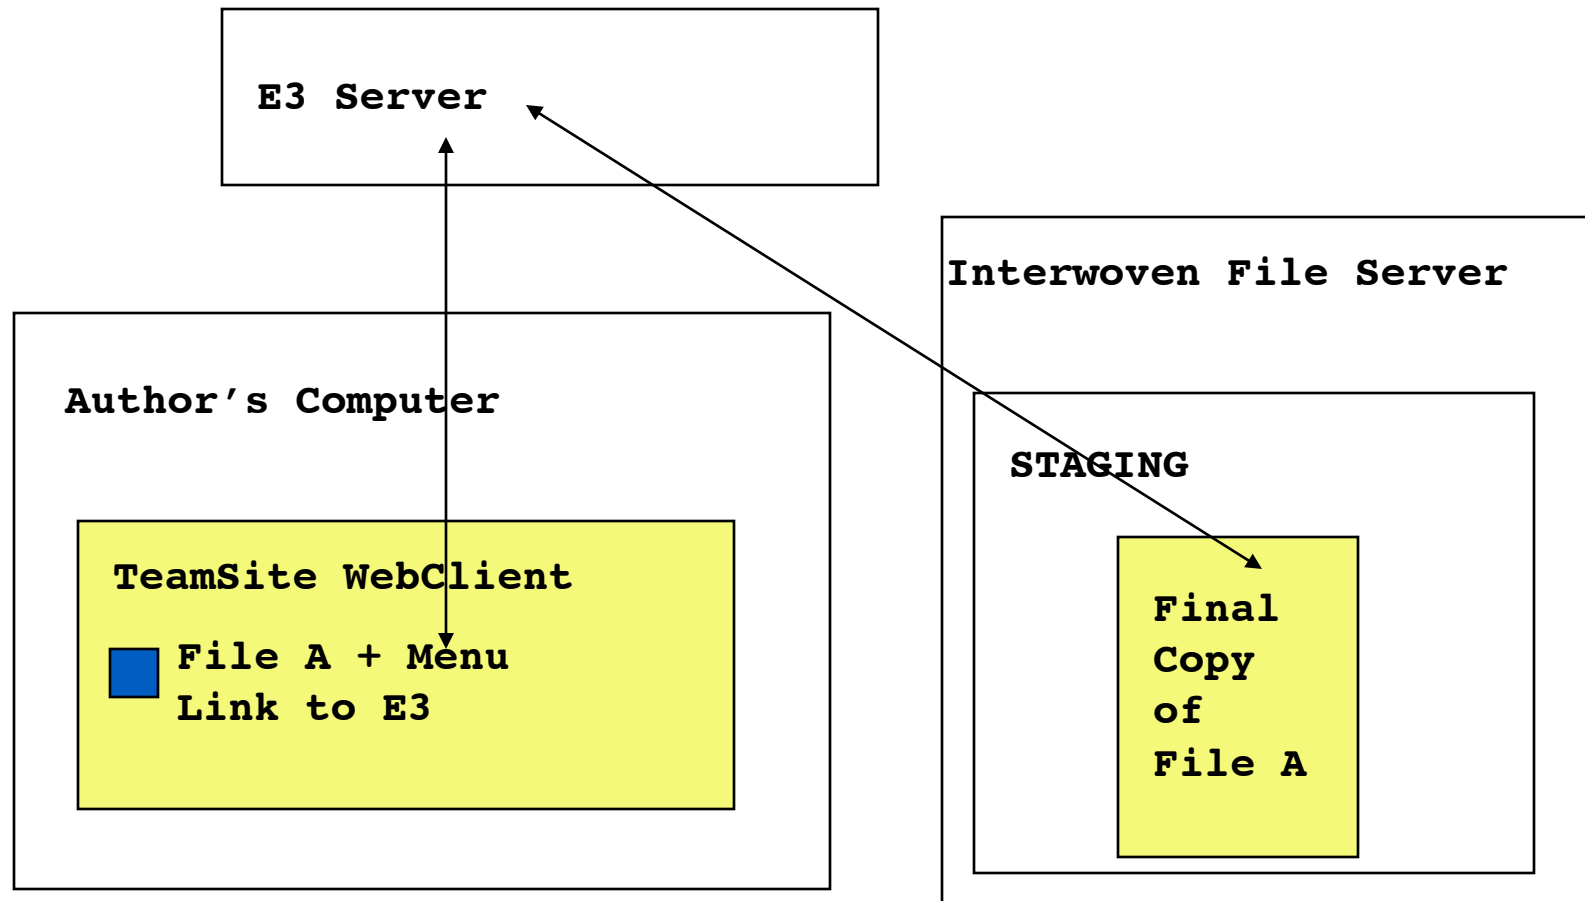 E3 Server
Interwoven File Server
Author’s Computer
STAGING
TeamSite WebClient
File A + Menu
Link to E3
Final
Copy
of
File A